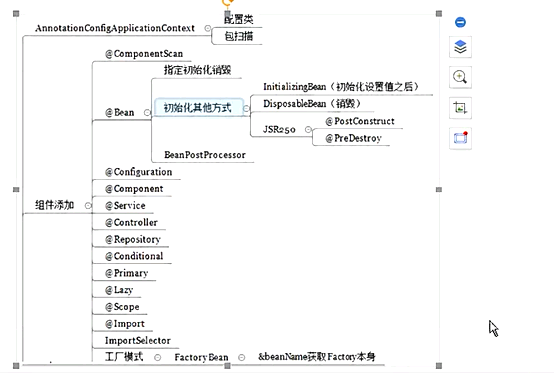 配置类
AnnotationConfigApplicationContext
包扫描
@ComponentScan
指定初始化销毁
InitializingBean（初始化设置值之后）
@Bean
初始化其他方式
DisposableBean（销毁）
@PostConstruct
JSR250
@PreDestroy
BeanPostProcessor
@Configuration
@Component
组件添加
@Service
@Controller
@Repository
@Conditional
@Primary
@Lazy
@Scope
@Import
ImportSelector
工厂模式
FactoryBean
&beanName获取Factory本身